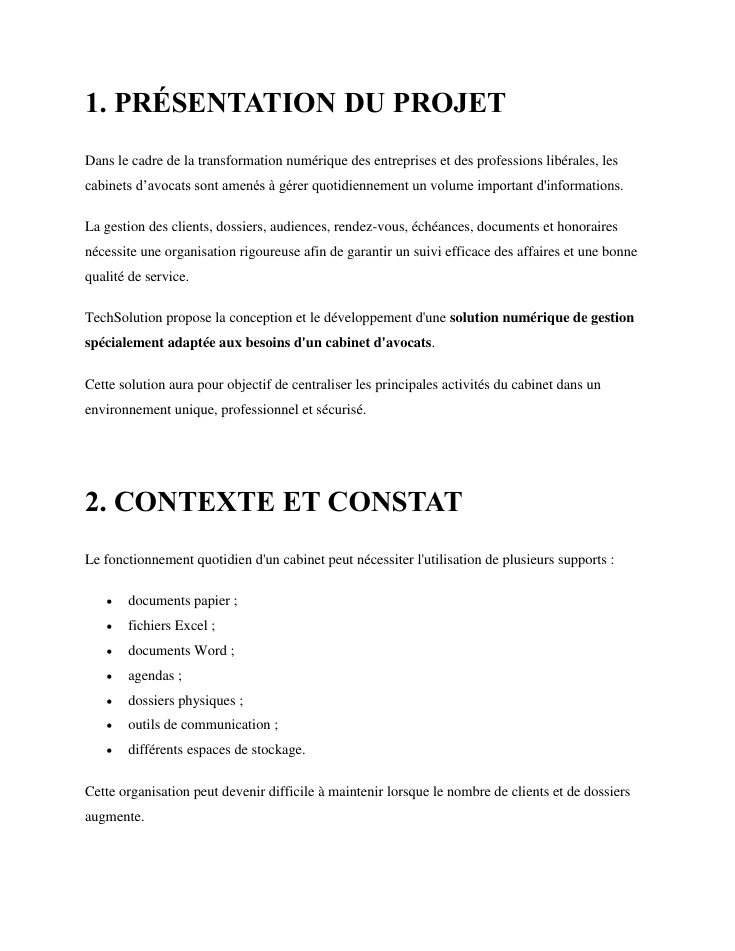 1. PRÉSENTATION DU PROJET
Dans le cadre de la transformation numérique des entreprises et des professions libérales, les
cabinets d’avocats sont amenés à gérer quotidiennement un volume important d'informations.
La gestion des clients, dossiers, audiences, rendez-vous, échéances, documents et honoraires
nécessite une organisation rigoureuse afin de garantir un suivi efficace des affaires et une bonne
qualité de service.
TechSolution propose la conception et le développement d'une solution numérique de gestion
spécialement adaptée aux besoins d'un cabinet d'avocats.
Cette solution aura pour objectif de centraliser les principales activités du cabinet dans un
environnement unique, professionnel et sécurisé.
2. CONTEXTE ET CONSTAT
Le fonctionnement quotidien d'un cabinet peut nécessiter l'utilisation de plusieurs supports :
• documents papier ;
• fichiers Excel ;
• documents Word ;
• agendas ;
• dossiers physiques ;
• outils de communication ;
• différents espaces de stockage.
Cette organisation peut devenir difficile à maintenir lorsque le nombre de clients et de dossiers
augmente.